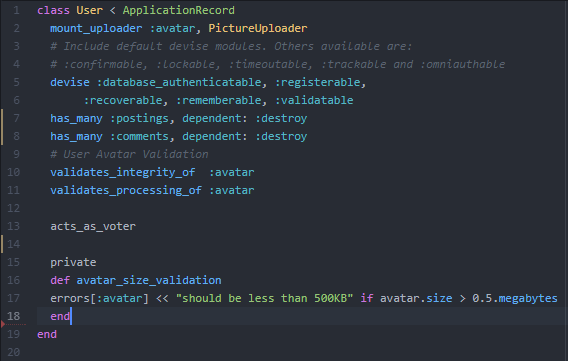 1 class User < ApplicationRecord
2   mount_uploader :avatar, PictureUploader
3   # Include default devise modules. Others available are:
4   # :confirmable, :lockable, :timeoutable, :trackable and :omniauthable
5   devise :database_authenticatable, :registerable,
6        :recoverable, :rememberable, :validatable
7   has_many :postings, dependent: :destroy
8   has_many :comments, dependent: :destroy
9   # User Avatar Validation
10   validates_integrity_of  :avatar
11   validates_processing_of :avatar
12
13   acts_as_voter
14
15   private
16   def avatar_size_validation
17   errors[:avatar] << "should be less than 500KB" if avatar.size > 0.5.megabytes
18   end
19 end
20